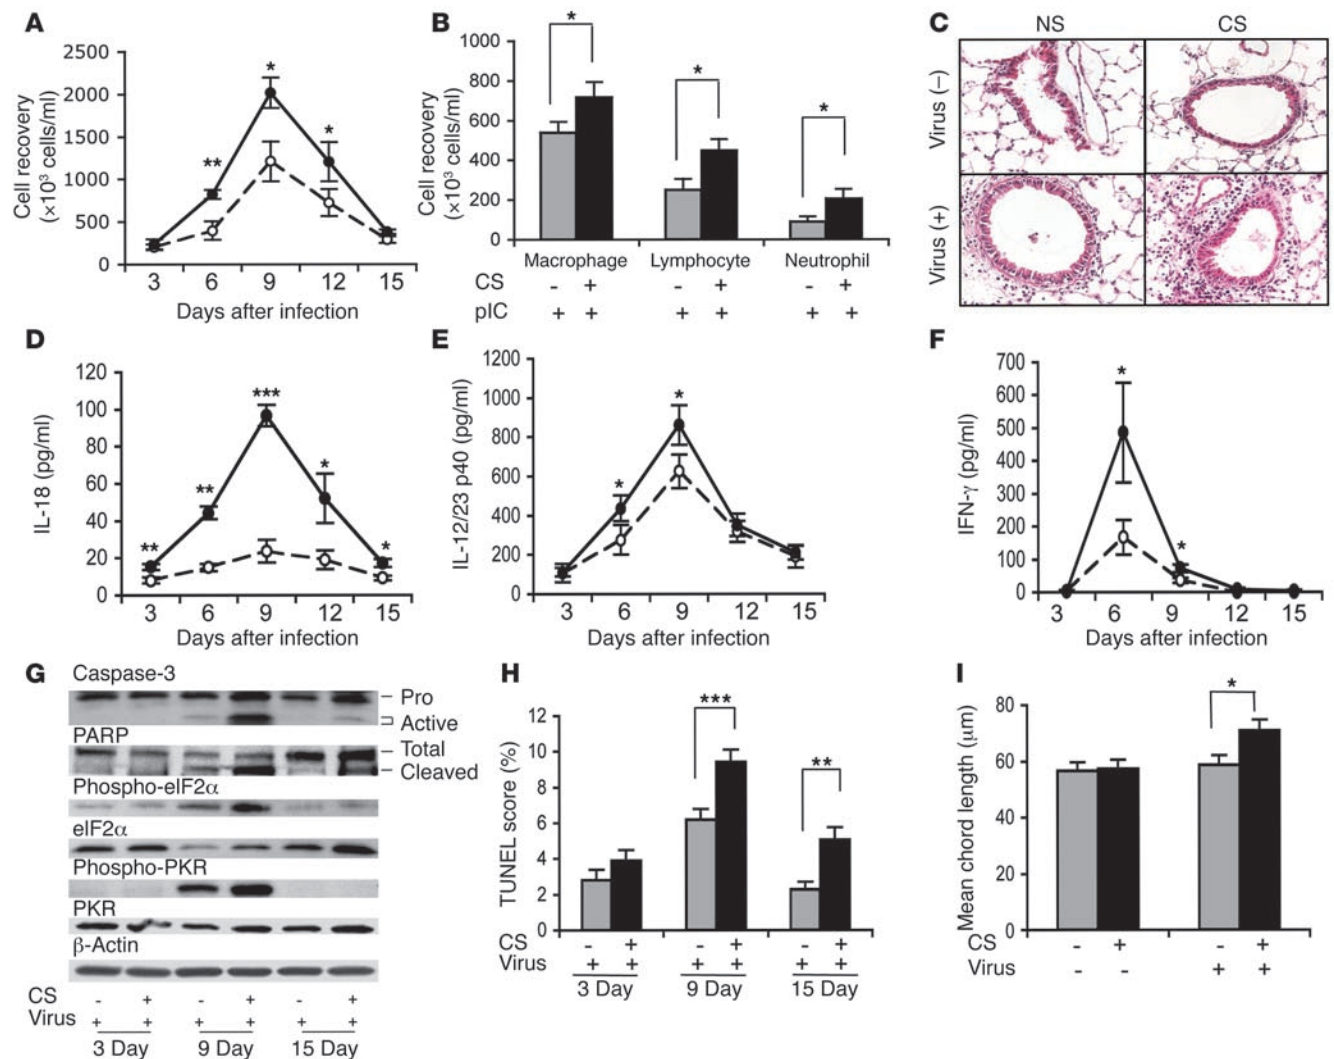 A
2500
2000
1500
1000
500
0
Cell recovery
(×10³ cells/ml)
**
*
*
3 6 9 12 15
Days after infection
B
1000
800
600
400
200
0
Cell recovery
(×10³ cells/ml)
*
*
*
Macrophage Lymphocyte Neutrophil
CS - + - + - +
pIC + + + + + +
C
NS CS
Virus (−)
Virus (+)
D
120
100
80
60
40
20
0
IL-18 (pg/ml)
**
**
***
*
*
3 6 9 12 15
Days after infection
E
1200
1000
800
600
400
200
0
IL-12/23 p40 (pg/ml)
*
*
3 6 9 12 15
Days after infection
F
700
600
500
400
300
200
100
0
IFN-γ (pg/ml)
*
*
3 6 9 12 15
Days after infection
G
Caspase-3
Pro
Active
PARP
Total
Cleaved
Phospho-eIF2α
eIF2α
Phospho-PKR
PKR
β-Actin
CS - + - + - +
Virus + + + + + +
3 Day 9 Day 15 Day
H
12
10
8
6
4
2
0
TUNEL score (%)
***
**
CS - + - + - +
Virus + + + + + +
3 Day 9 Day 15 Day
I
80
60
40
20
0
Mean chord length (μm)
*
CS - + - +
Virus - - + +